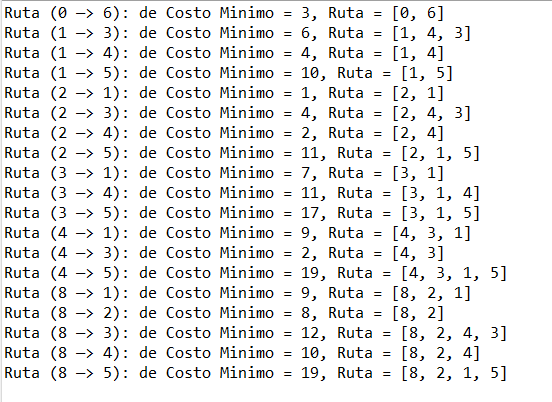 Ruta (0 —> 6): de Costo Minimo = 3, Ruta = [0, 6]
Ruta (1 —> 3): de Costo Minimo = 6, Ruta = [1, 4, 3]
Ruta (1 —> 4): de Costo Minimo = 4, Ruta = [1, 4]
Ruta (1 —> 5): de Costo Minimo = 10, Ruta = [1, 5]
Ruta (2 —> 1): de Costo Minimo = 1, Ruta = [2, 1]
Ruta (2 —> 3): de Costo Minimo = 4, Ruta = [2, 4, 3]
Ruta (2 —> 4): de Costo Minimo = 2, Ruta = [2, 4]
Ruta (2 —> 5): de Costo Minimo = 11, Ruta = [2, 1, 5]
Ruta (3 —> 1): de Costo Minimo = 7, Ruta = [3, 1]
Ruta (3 —> 4): de Costo Minimo = 11, Ruta = [3, 1, 4]
Ruta (3 —> 5): de Costo Minimo = 17, Ruta = [3, 1, 5]
Ruta (4 —> 1): de Costo Minimo = 9, Ruta = [4, 3, 1]
Ruta (4 —> 3): de Costo Minimo = 2, Ruta = [4, 3]
Ruta (4 —> 5): de Costo Minimo = 19, Ruta = [4, 3, 1, 5]
Ruta (8 —> 1): de Costo Minimo = 9, Ruta = [8, 2, 1]
Ruta (8 —> 2): de Costo Minimo = 8, Ruta = [8, 2]
Ruta (8 —> 3): de Costo Minimo = 12, Ruta = [8, 2, 4, 3]
Ruta (8 —> 4): de Costo Minimo = 10, Ruta = [8, 2, 4]
Ruta (8 —> 5): de Costo Minimo = 19, Ruta = [8, 2, 1, 5]